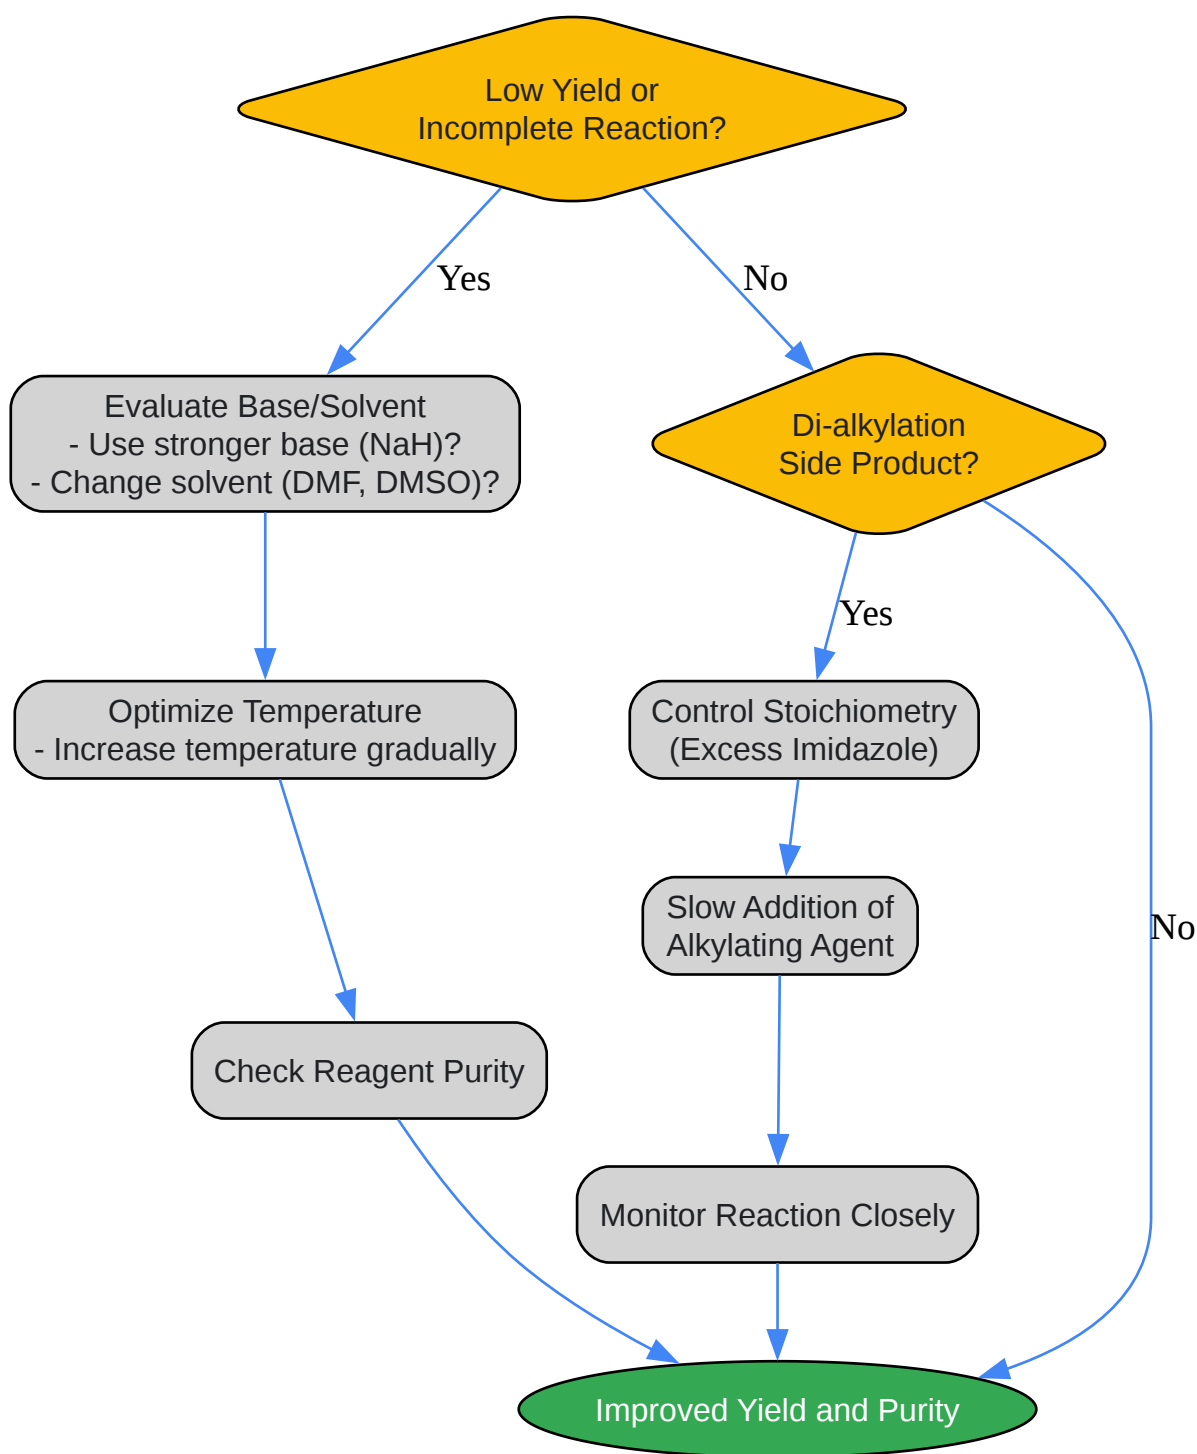 Low Yield or
Incomplete Reaction?
Yes
No
Evaluate Base/Solvent
- Use stronger base (NaH)?
- Change solvent (DMF, DMSO)?
Di-alkylation
Side Product?
Yes
Optimize Temperature
- Increase temperature gradually
Control Stoichiometry
(Excess Imidazole)
Slow Addition of
Alkylating Agent
No
Check Reagent Purity
Monitor Reaction Closely
Improved Yield and Purity